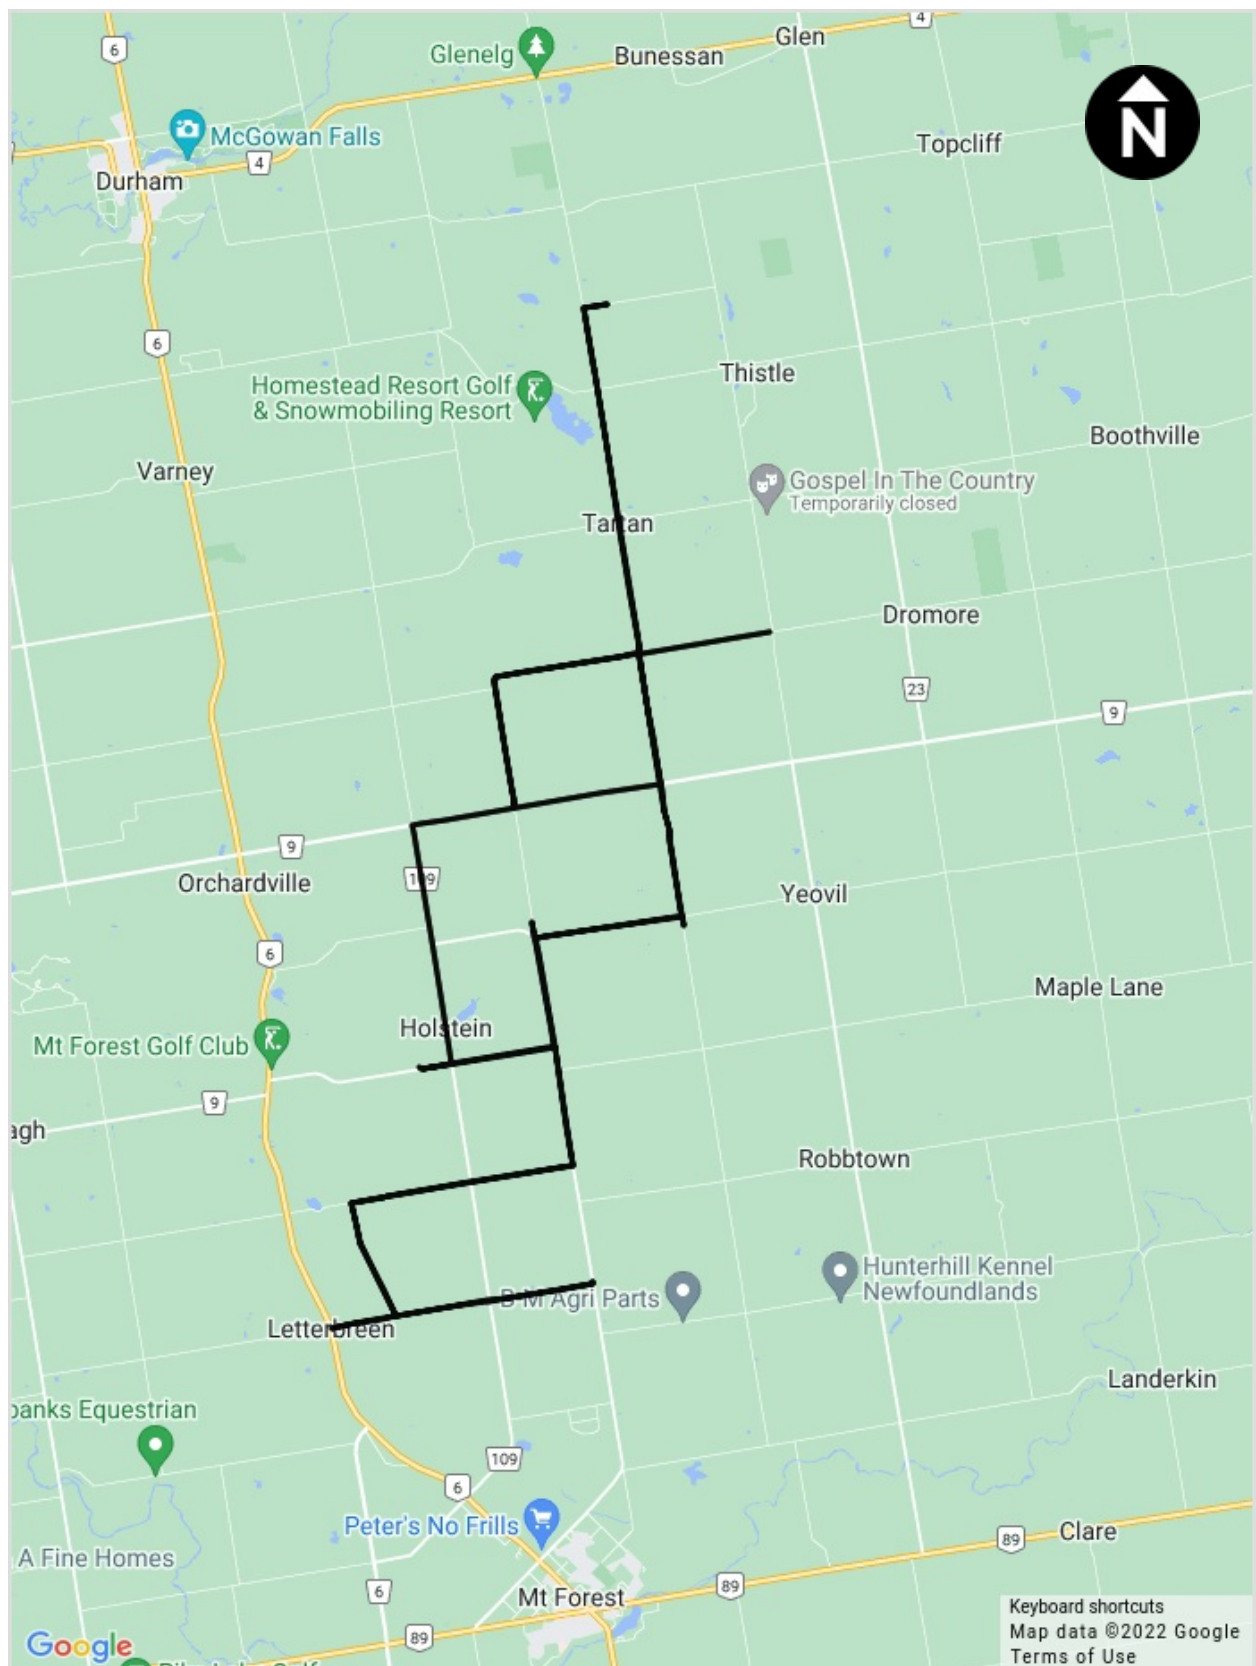 4
Glen
6
Glenelg
Bunessan
N
McGowan Falls
Topcliff
4
Durham
6
Thistle
Homestead Resort Golf
& Snowmobiling Resort
Boothville
Varney
Gospel In The Country
Temporarily closed
Tartan
Dromore
23
9
9
109
Orchardville
Yeovil
6
Maple Lane
Holstein
Mt Forest Golf Club
9
agh
Robbtown
Hunterhill Kennel
Newfoundlands
B M Agri Parts
Letterbreen
Landerkin
banks Equestrian
109
6
Peter's No Frills
Clare
89
A Fine Homes
89
6
Mt Forest
Keyboard shortcuts
Map data ©2022 Google
Terms of Use
89
Google